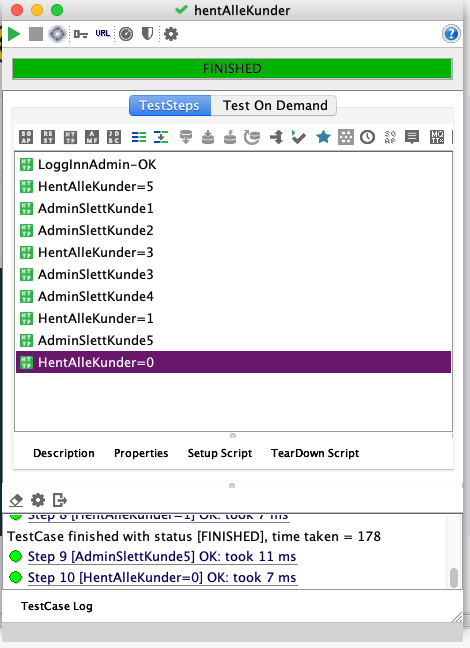 hentAlleKunder
URL
FINISHED
TestSteps Test On Demand
LoggInnAdmin-OK
HentAlleKunder=5
AdminSlettKunde1
AdminSlettKunde2
HentAlleKunder=3
AdminSlettKunde3
AdminSlettKunde4
HentAlleKunder=1
AdminSlettKunde5
HentAlleKunder=0
Description Properties Setup Script TearDown Script
Step 8 [HentAlleKunder=1] OK: took 7 ms
TestCase finished with status [FINISHED], time taken = 178
Step 9 [AdminSlettKunde5] OK: took 11 ms
Step 10 [HentAlleKunder=0] OK: took 7 ms
TestCase Log